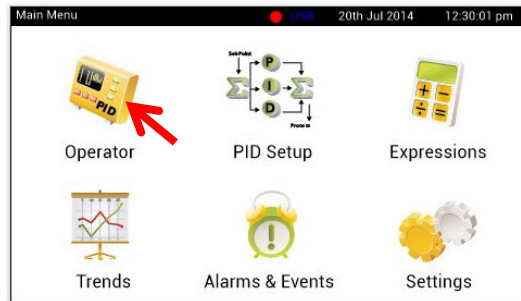 Main Menu USB 20th Jul 2014 12:30:01 pm
Set-Point
P
I
D
Process
PID
Operator PID Setup Expressions
Trends Alarms & Events Settings